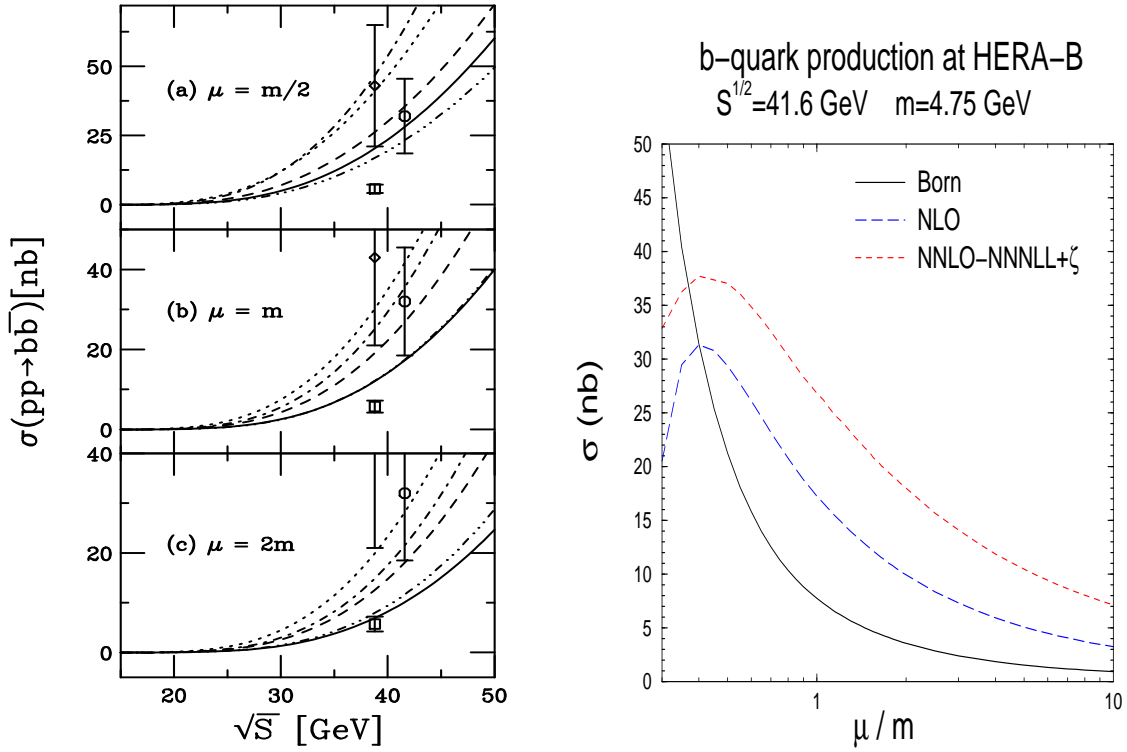 σ(pp→bb̅)[nb]
50
25
0
(a) μ = m/2
40
20
0
(b) μ = m
40
20
0
(c) μ = 2m
20 30 40 50
√S̅ [GeV]
b−quark production at HERA−B
S^1/2=41.6 GeV m=4.75 GeV
σ (nb)
50
45
40
35
30
25
20
15
10
5
0
Born
NLO
NNLO−NNNLL+ζ
1 10
μ / m